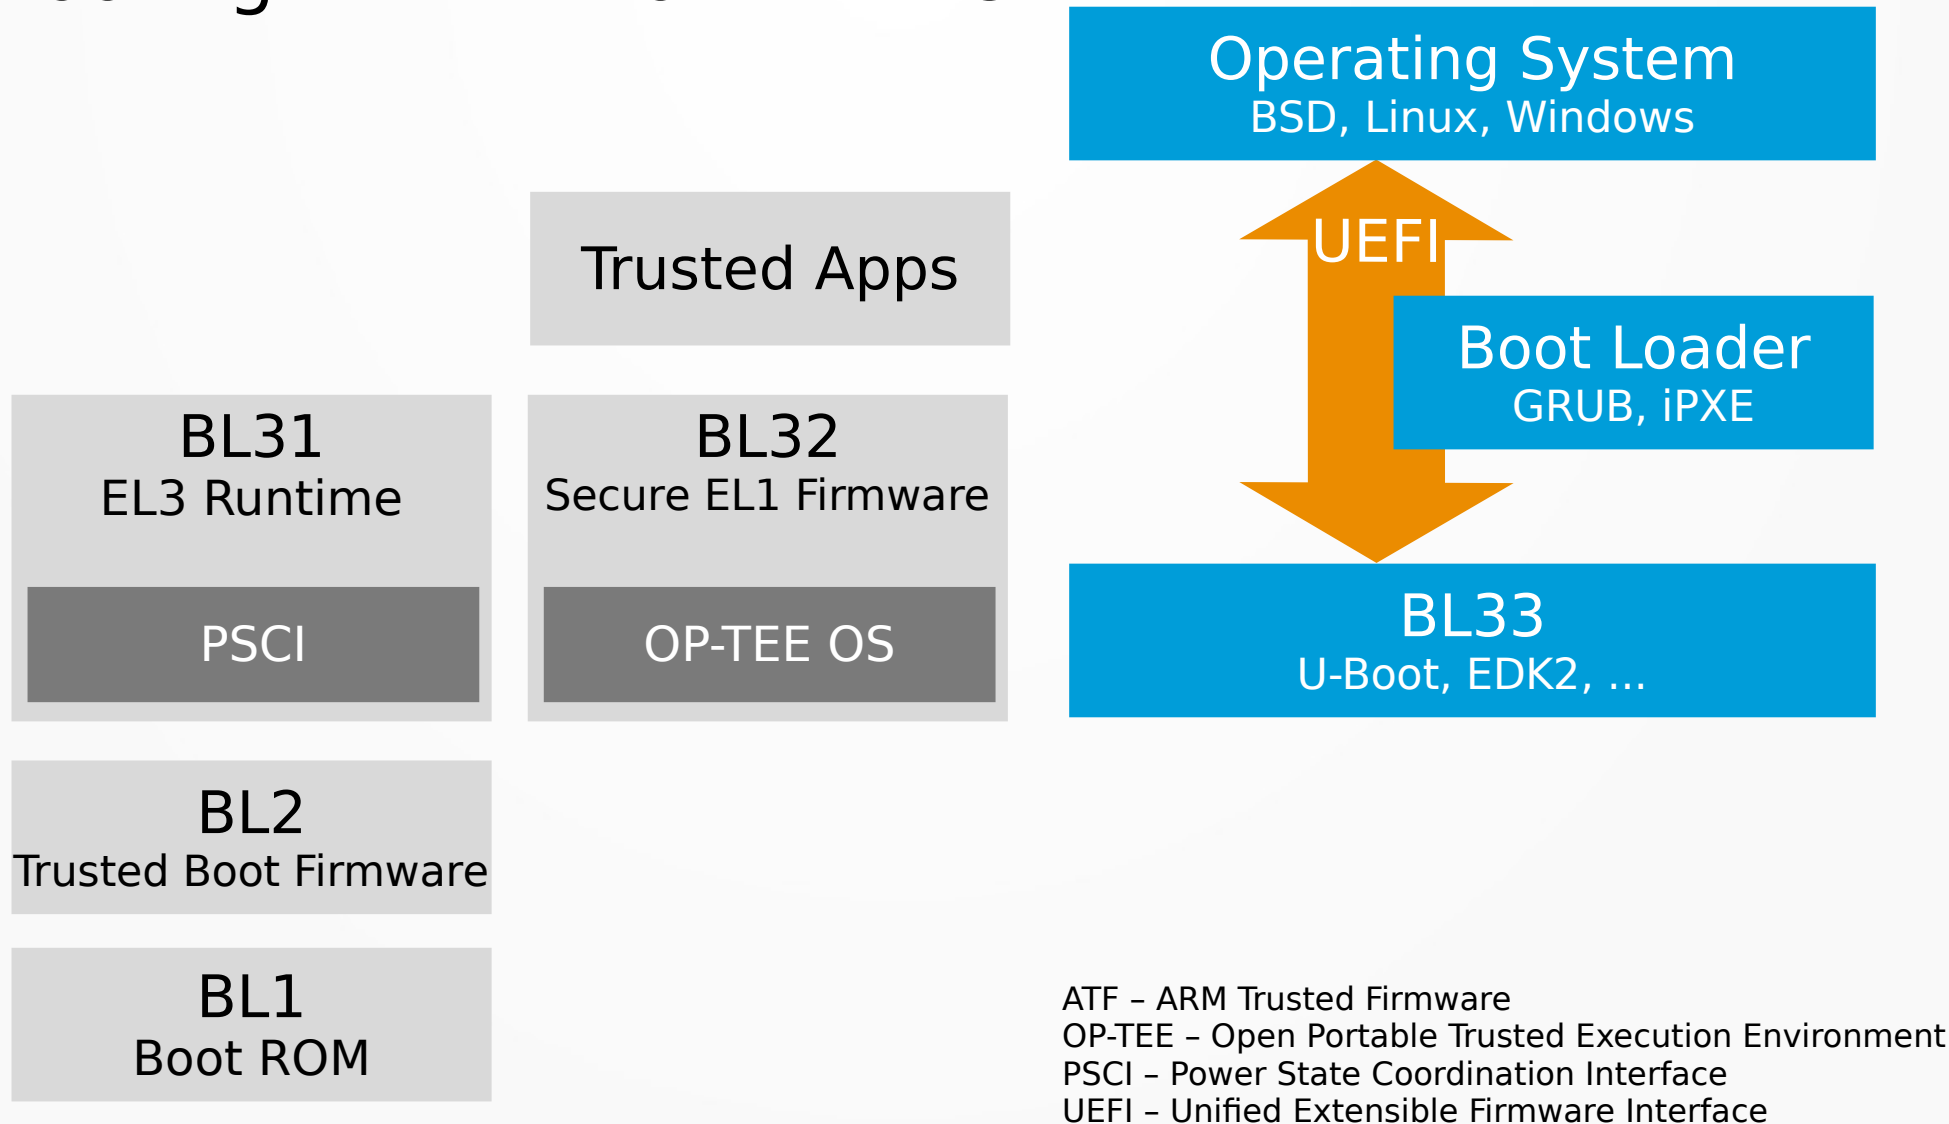 Operating System
BSD, Linux, Windows
UEFI
Trusted Apps
Boot Loader
GRUB, iPXE
BL31
EL3 Runtime
PSCI
BL32
Secure EL1 Firmware
OP-TEE OS
BL33
U-Boot, EDK2, ...
BL2
Trusted Boot Firmware
BL1
Boot ROM
ATF – ARM Trusted Firmware
OP-TEE – Open Portable Trusted Execution Environment
PSCI – Power State Coordination Interface
UEFI – Unified Extensible Firmware Interface